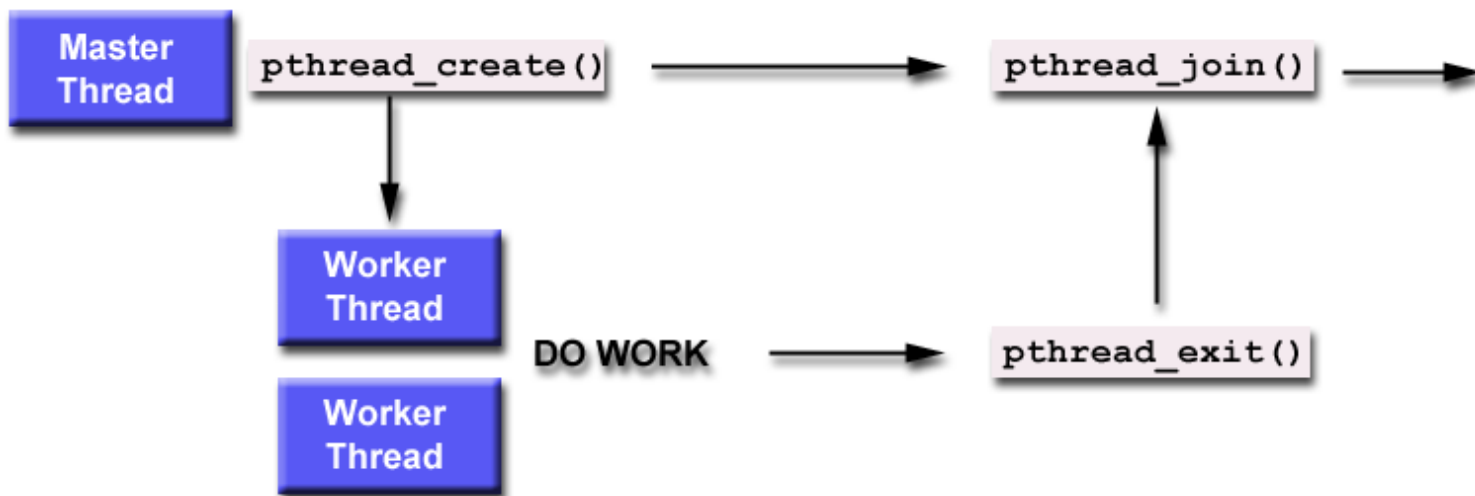 Master
Thread
pthread_create()
pthread_join()
Worker
Thread
DO WORK
pthread_exit()
Worker
Thread